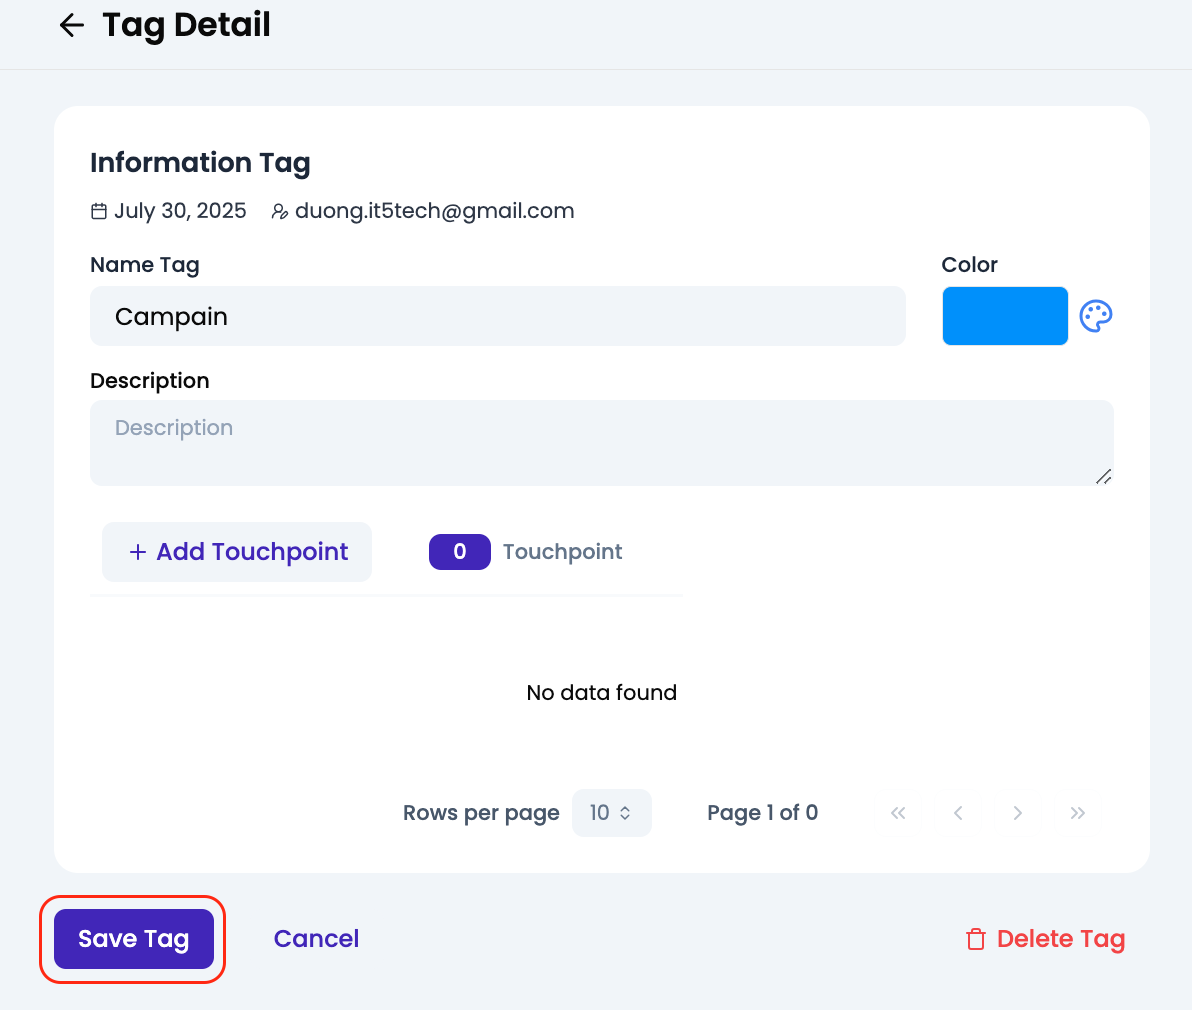 Tag Detail
Information Tag
July 30, 2025 duong.it5tech@gmail.com
Name Tag Color
Campain
Description
Description
+ Add Touchpoint 0 Touchpoint
No data found
Rows per page 10 Page 1 of 0
Save Tag Cancel Delete Tag